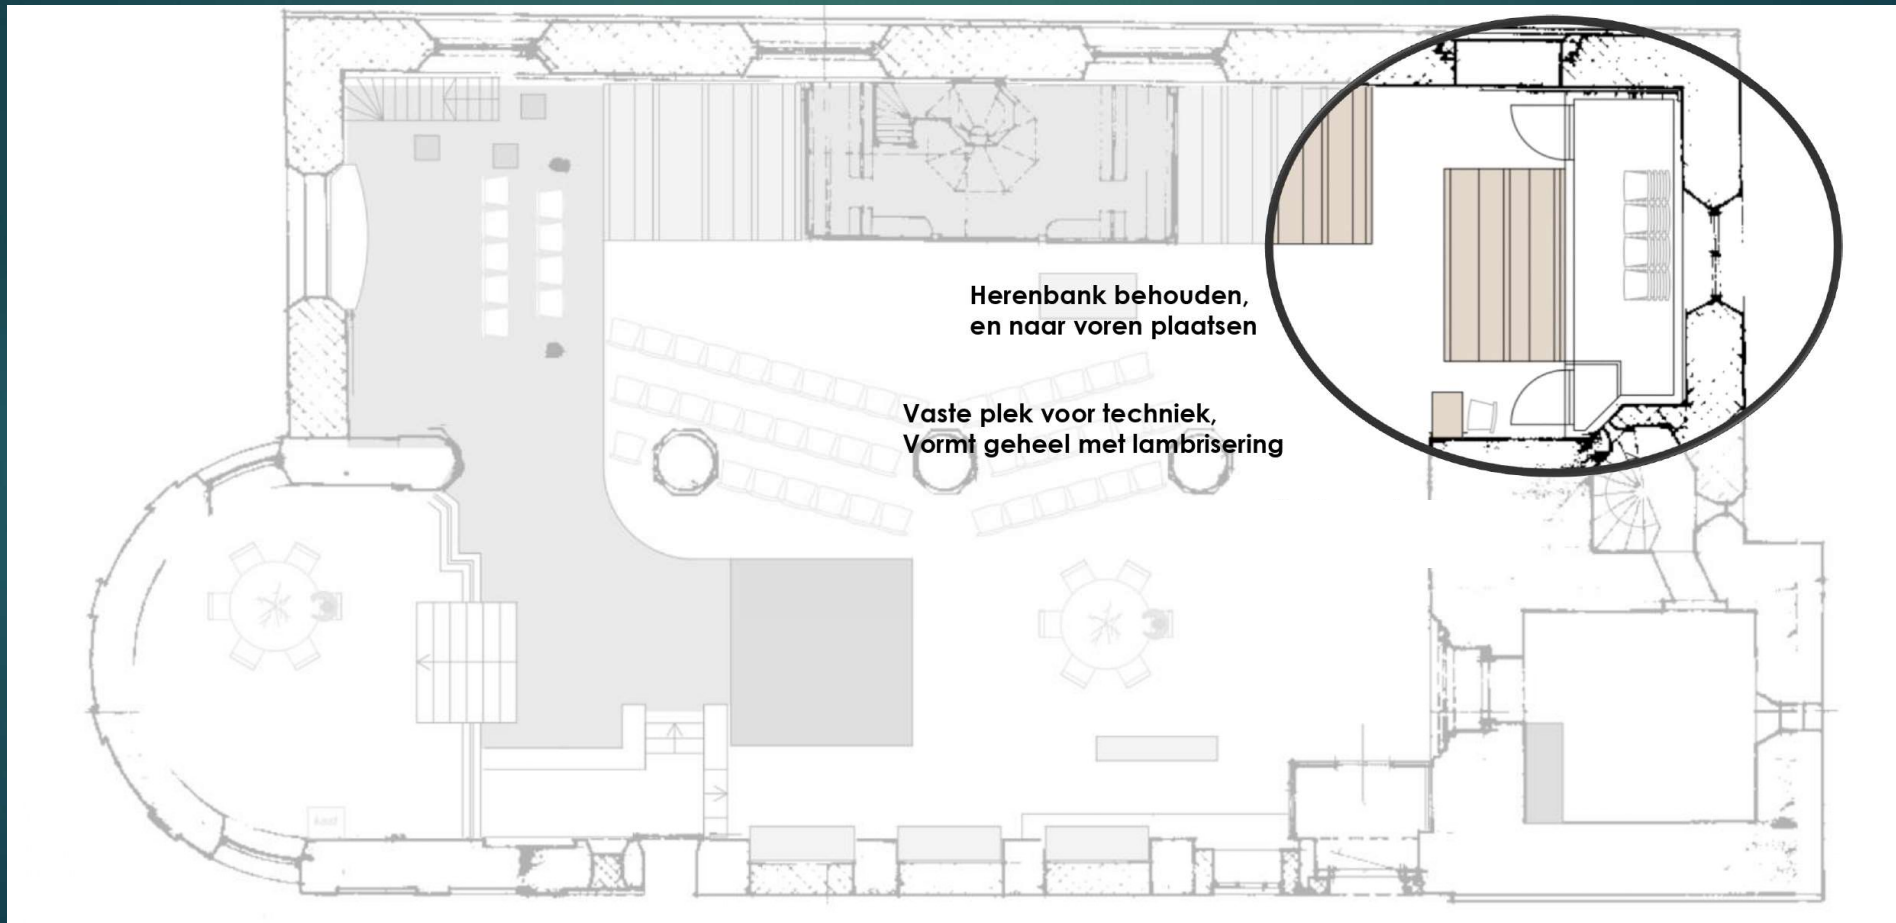 Herenbank behouden,
en naar voren plaatsen
Vaste plek voor techniek,
Vormt geheel met lambrisering